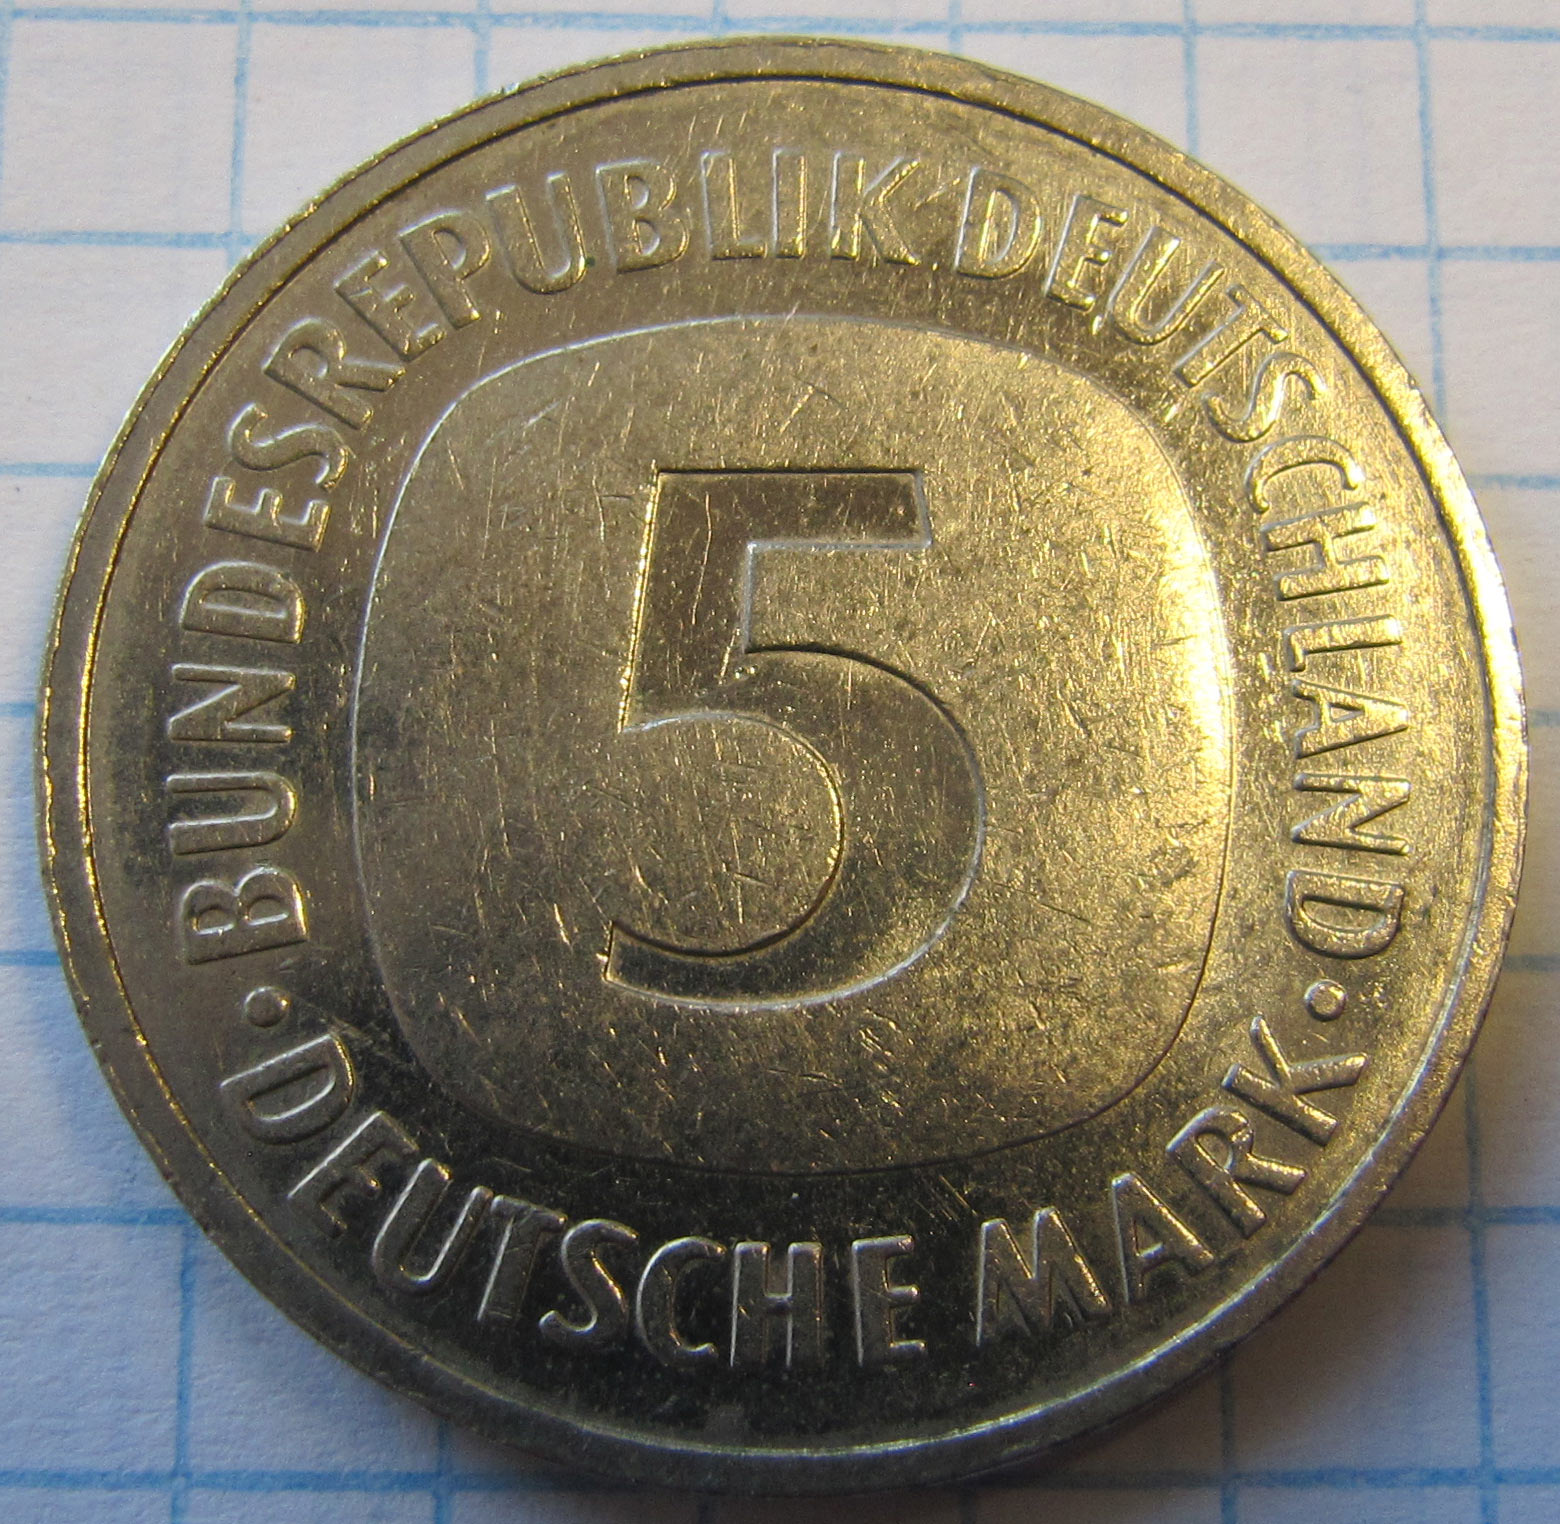 BUNDESREPUBLIK DEUTSCHLAND
5
· DEUTSCHE MARK ·